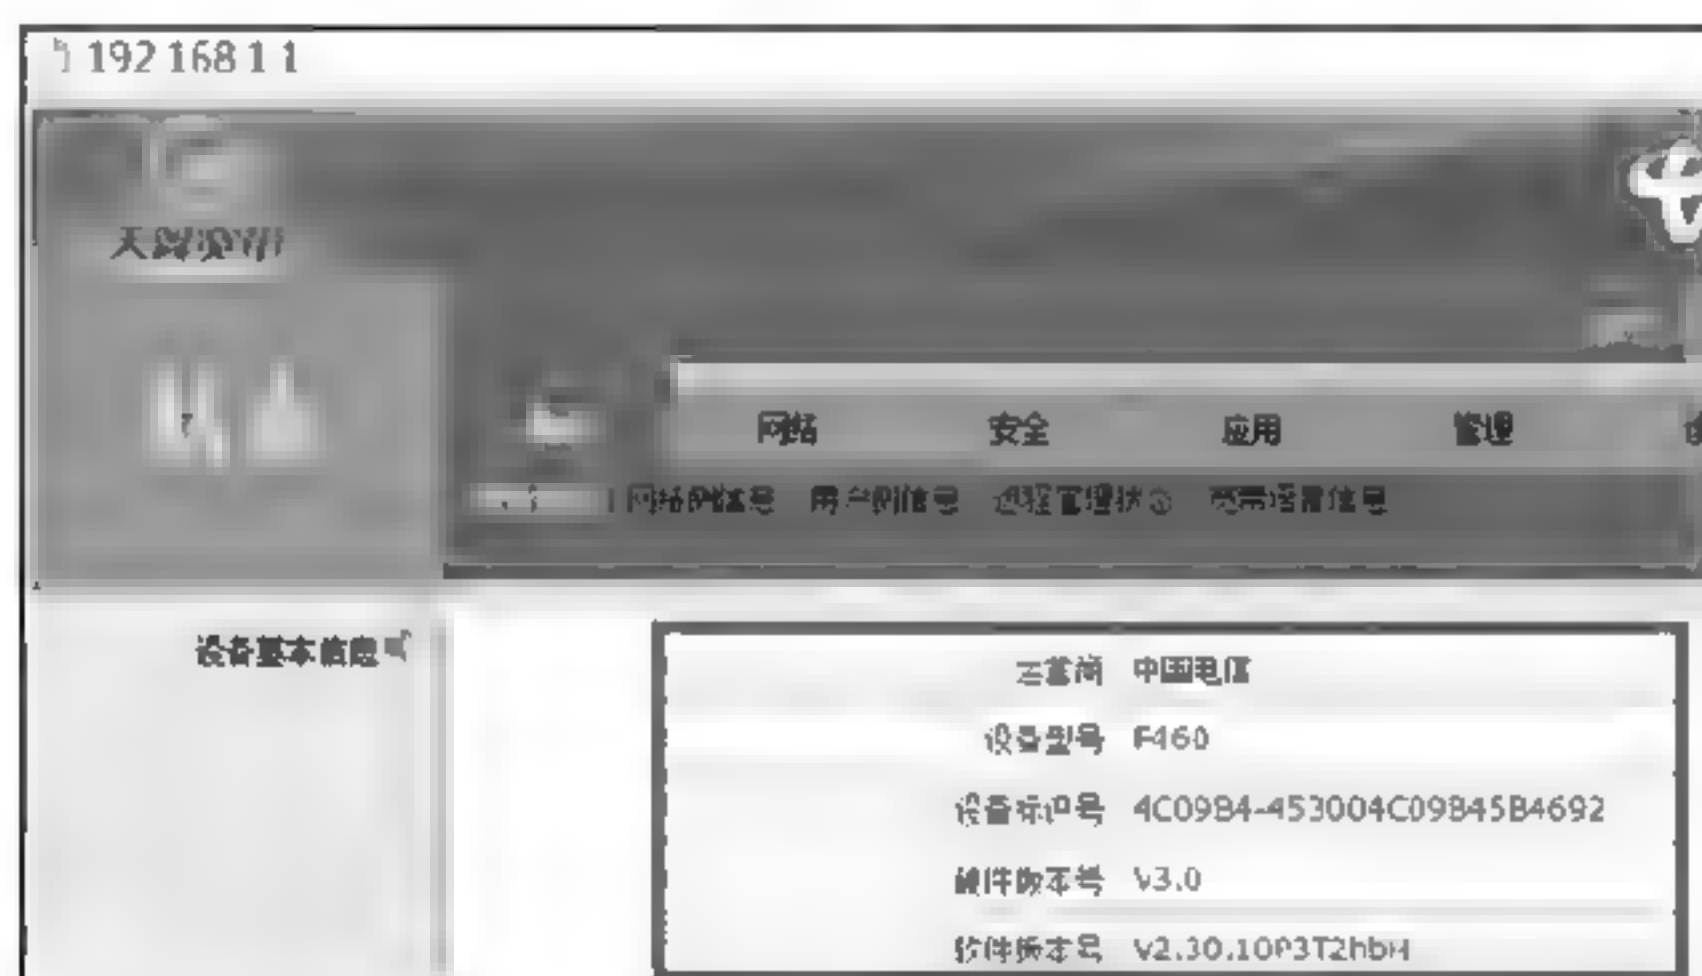 192 168 1 1
天翼宽带
网络 安全 应用 管理
网络侧信息 用户侧信息 远程管理状态 宽带运营信息
设备基本信息
运营商 中国电信
设备型号 F460
设备标识号 4C09B4-453004C09B45B4692
硬件版本号 V3.0
软件版本号 V2.30.10P3T2hbH